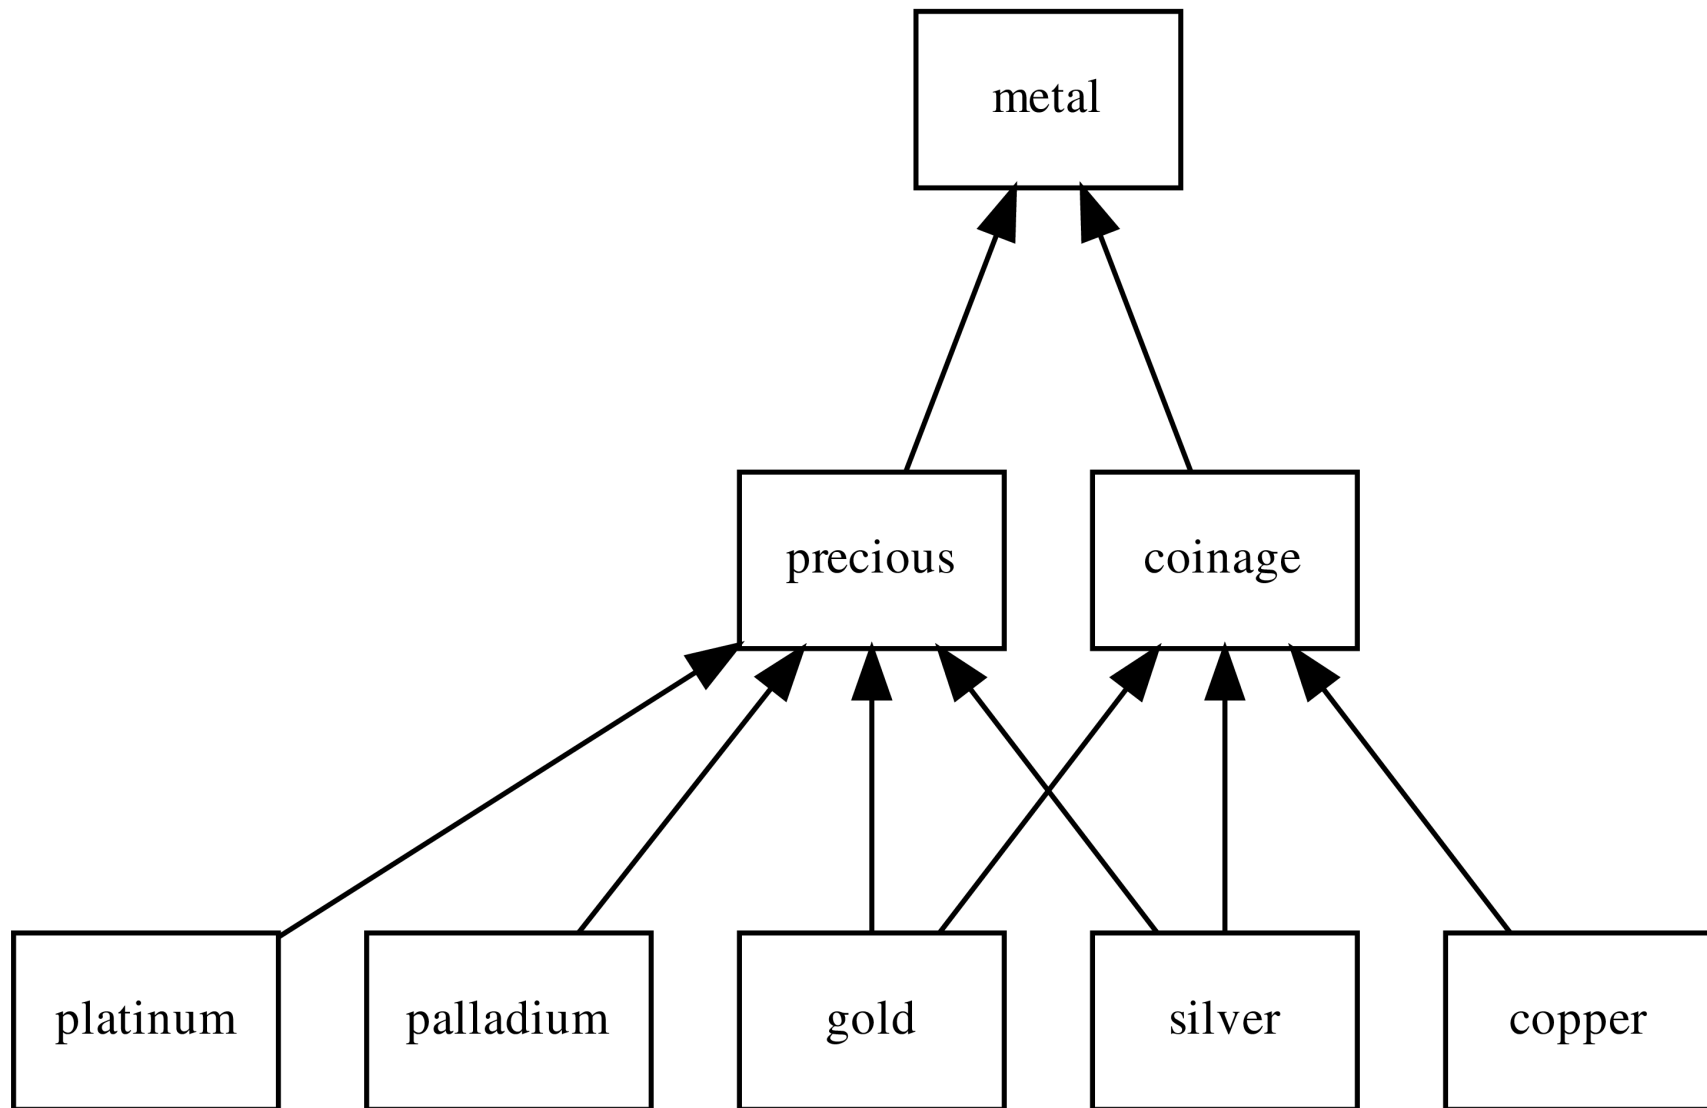 metal
precious
coinage
platinum
palladium
gold
silver
copper